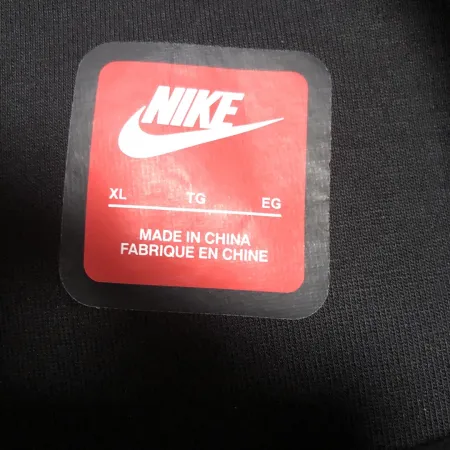 NIKE
XL TG EG
MADE IN CHINA
FABRIQUE EN CHINE